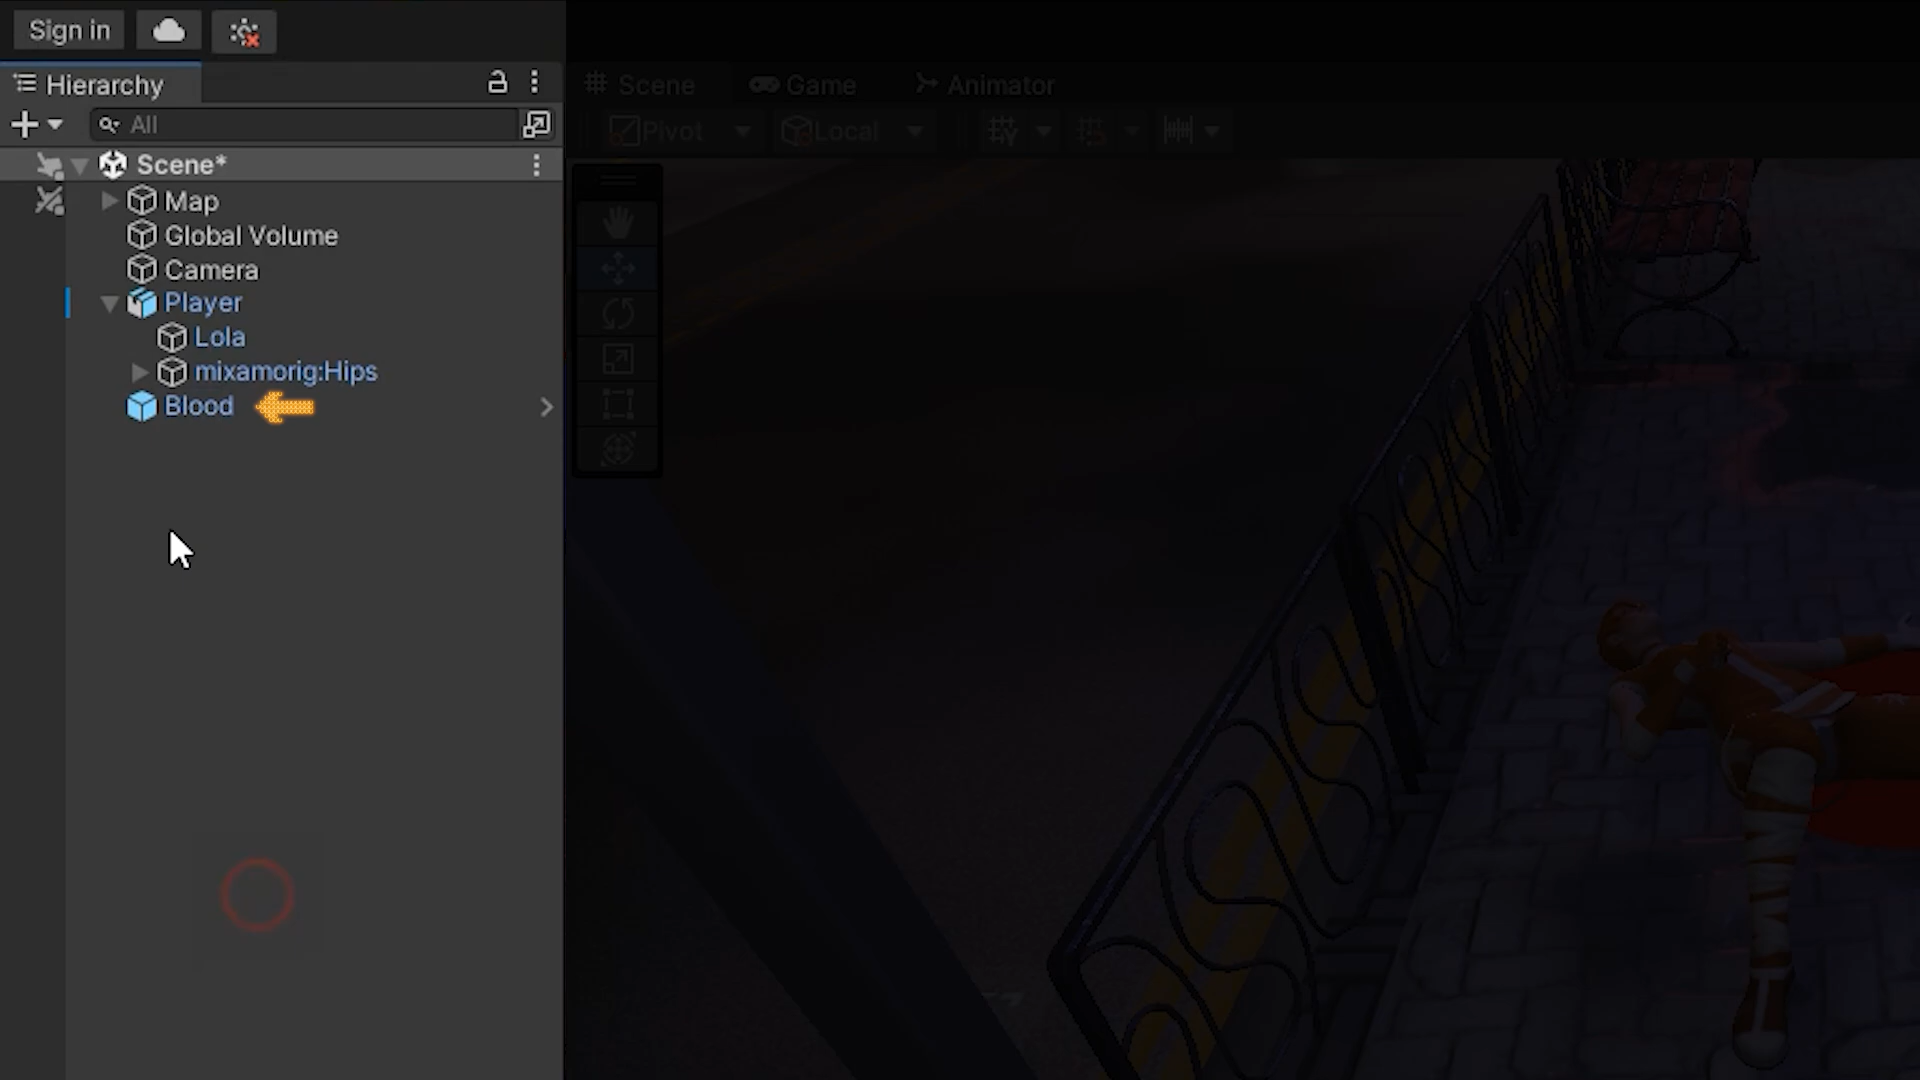 Sign in
Hierarchy
Scene
Game
Animator
All
Pivot
Local
Scene*
Map
Global Volume
Camera
Player
Lola
mixamorig:Hips
Blood